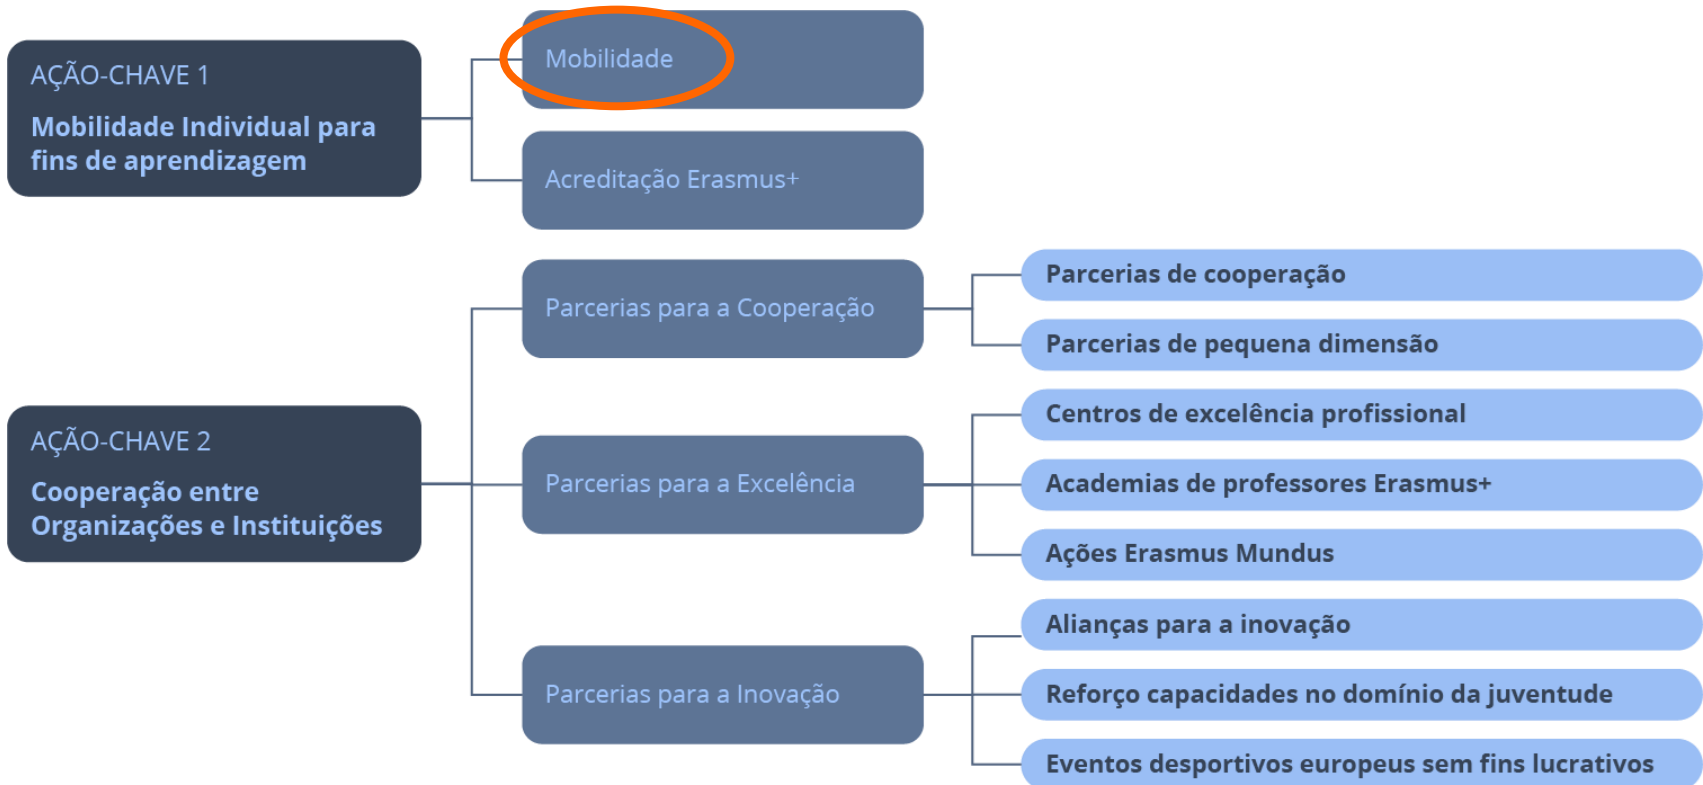 AÇÃO-CHAVE 1
Mobilidade Individual para
fins de aprendizagem
Mobilidade
Acreditação Erasmus+
AÇÃO-CHAVE 2
Cooperação entre
Organizações e Instituições
Parcerias para a Cooperação
Parcerias de cooperação
Parcerias de pequena dimensão
Parcerias para a Excelência
Centros de excelência profissional
Academias de professores Erasmus+
Ações Erasmus Mundus
Parcerias para a Inovação
Alianças para a inovação
Reforço capacidades no domínio da juventude
Eventos desportivos europeus sem fins lucrativos